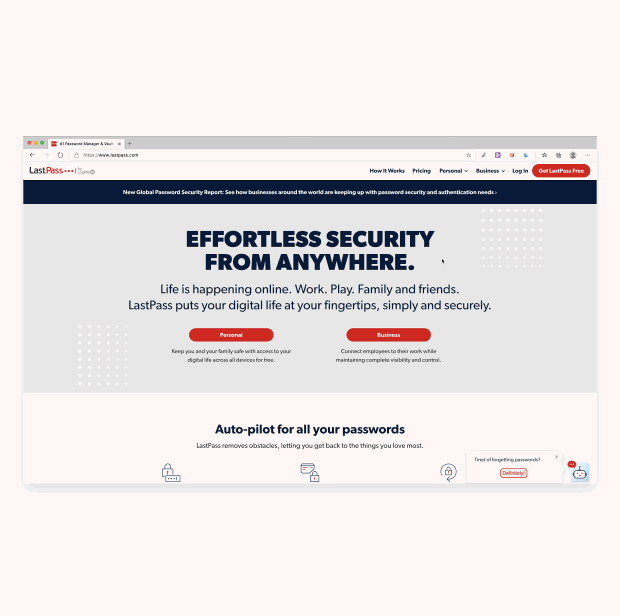 #1 Password Manager & Vault
https://www.lastpass.com
LastPass
How It Works
Pricing
Personal
Business
Log In
Get LastPass Free
New Global Password Security Report: See how businesses around the world are keeping up with password security and authentication needs ›
EFFORTLESS SECURITY
FROM ANYWHERE.
Life is happening online. Work. Play. Family and friends.
LastPass puts your digital life at your fingertips, simply and securely.
Personal
Keep you and your family safe with access to your
digital life across all devices for free.
Business
Connect employees to their work while
maintaining complete visibility and control.
Auto-pilot for all your passwords
LastPass removes obstacles, letting you get back to the things you love most.
Tired of forgetting passwords?
Definitely!